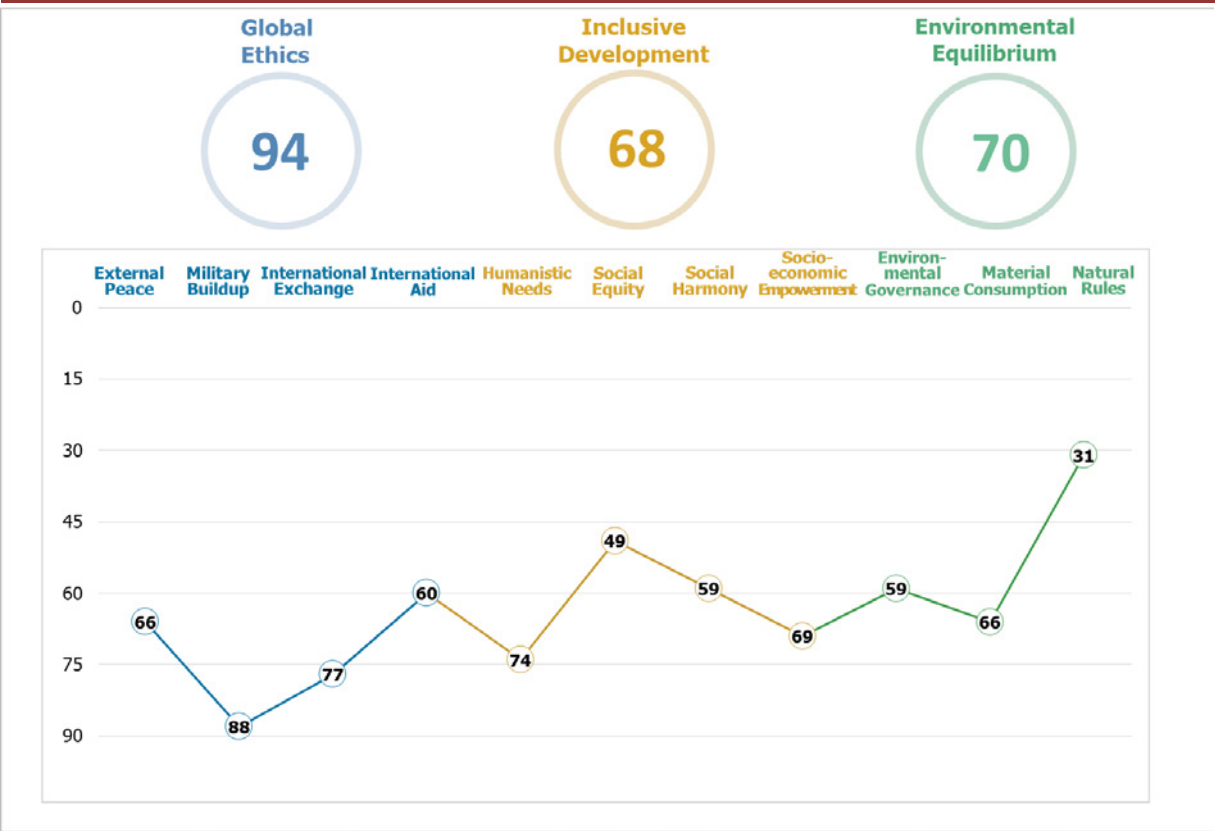 Global
Ethics
94
Inclusive
Development
68
Environmental
Equilibrium
70
External
Peace
Military
Buildup
International
Exchange
International
Aid
Humanistic
Needs
Social
Equity
Social
Harmony
Socio-
economic
Empowerment
Environ-
mental
Governance
Material
Consumption
Natural
Rules
0
15
30
45
60
75
90
66
88
77
60
74
49
59
69
59
66
31